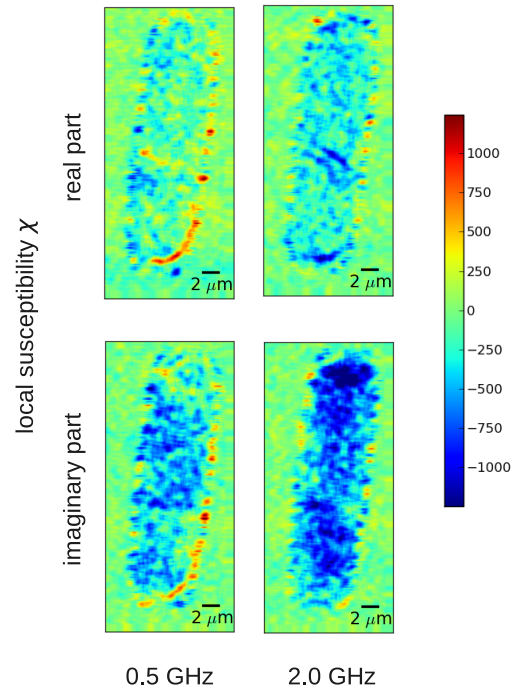 local susceptibility χ
real part
2 μm
2 μm
1000
750
500
250
0
−250
−500
−750
−1000
imaginary part
2 μm
2 μm
0.5 GHz
2.0 GHz